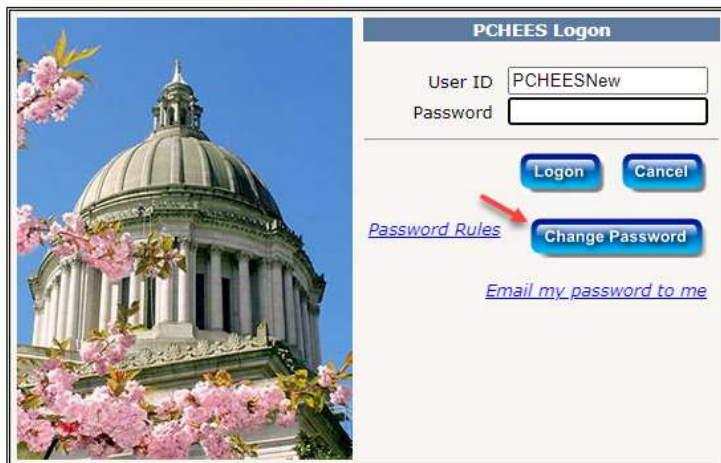 PCHEES Logon
User ID PCHEESNew
Password
Logon Cancel
Password Rules Change Password
Email my password to me